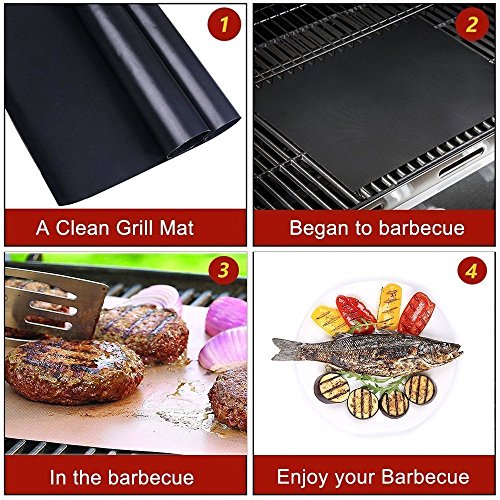 1
A Clean Grill Mat
2
Began to barbecue
3
In the barbecue
4
Enjoy your Barbecue